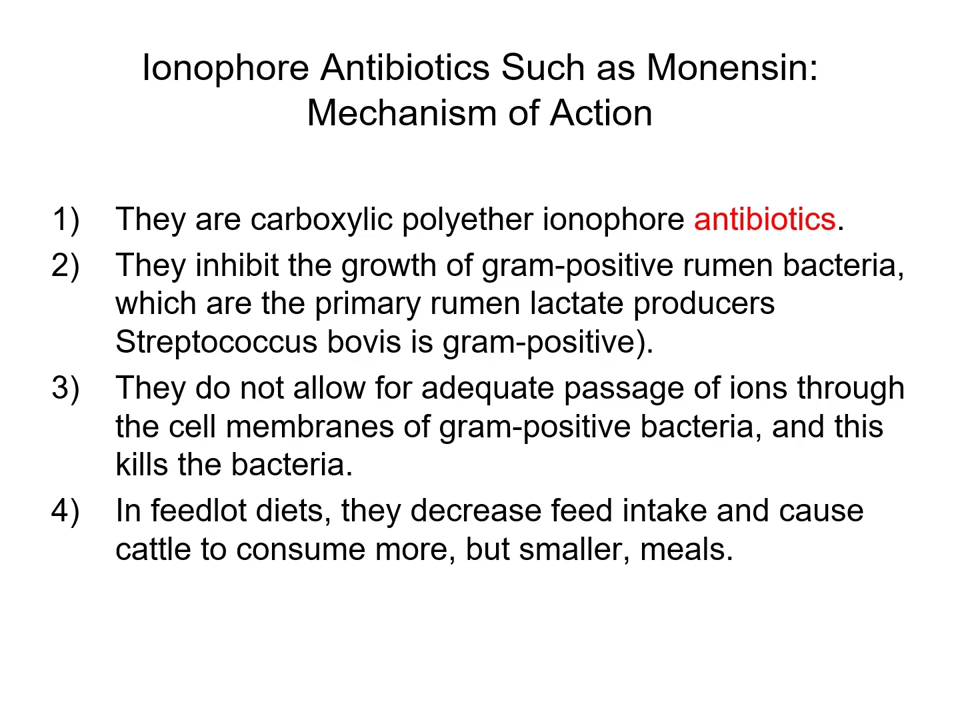 Ionophore Antibiotics Such as Monensin:
Mechanism of Action
1) They are carboxylic polyether ionophore antibiotics.
2) They inhibit the growth of gram-positive rumen bacteria,
which are the primary rumen lactate producers
Streptococcus bovis is gram-positive).
3) They do not allow for adequate passage of ions through
the cell membranes of gram-positive bacteria, and this
kills the bacteria.
4) In feedlot diets, they decrease feed intake and cause
cattle to consume more, but smaller, meals.